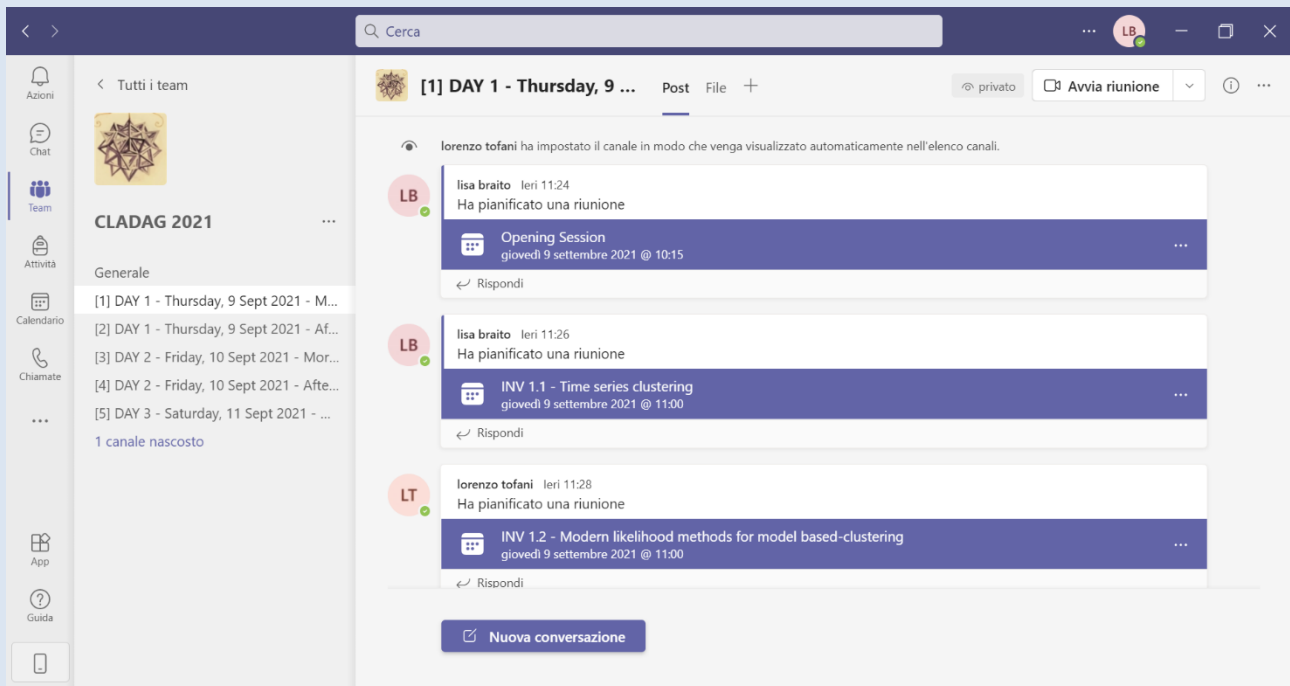 Cerca
LB
Azioni
Chat
Team
Attività
Calendario
Chiamate
App
Guida
Tutti i team
CLADAG 2021
Generale
[1] DAY 1 - Thursday, 9 Sept 2021 - M...
[2] DAY 1 - Thursday, 9 Sept 2021 - Af...
[3] DAY 2 - Friday, 10 Sept 2021 - Mor...
[4] DAY 2 - Friday, 10 Sept 2021 - Afte...
[5] DAY 3 - Saturday, 11 Sept 2021 - ...
1 canale nascosto
[1] DAY 1 - Thursday, 9 ... Post File privato Avvia riunione
lorenzo tofani ha impostato il canale in modo che venga visualizzato automaticamente nell'elenco canali.
LB
lisa braito Ieri 11:24
Ha pianificato una riunione
Opening Session
giovedì 9 settembre 2021 @ 10:15
Rispondi
LB
lisa braito Ieri 11:26
Ha pianificato una riunione
INV 1.1 - Time series clustering
giovedì 9 settembre 2021 @ 11:00
Rispondi
LT
lorenzo tofani Ieri 11:28
Ha pianificato una riunione
INV 1.2 - Modern likelihood methods for model based-clustering
giovedì 9 settembre 2021 @ 11:00
Rispondi
Nuova conversazione